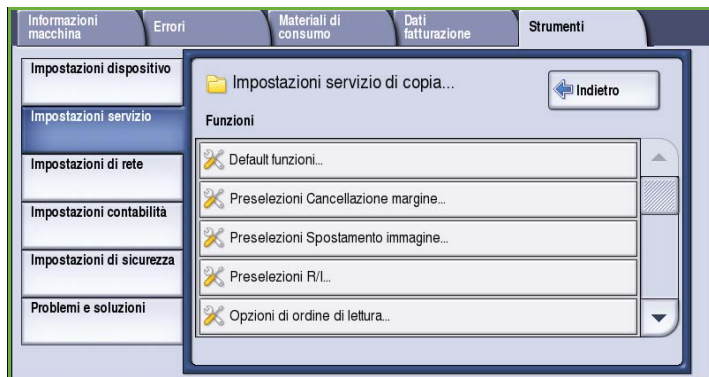 Informazioni
macchina
Errori
Materiali di
consumo
Dati
fatturazione
Strumenti
Impostazioni dispositivo
Impostazioni servizio
Impostazioni di rete
Impostazioni contabilità
Impostazioni di sicurezza
Problemi e soluzioni
Impostazioni servizio di copia...
Indietro
Funzioni
Default funzioni...
Preselezioni Cancellazione margine...
Preselezioni Spostamento immagine...
Preselezioni R/I...
Opzioni di ordine di lettura...